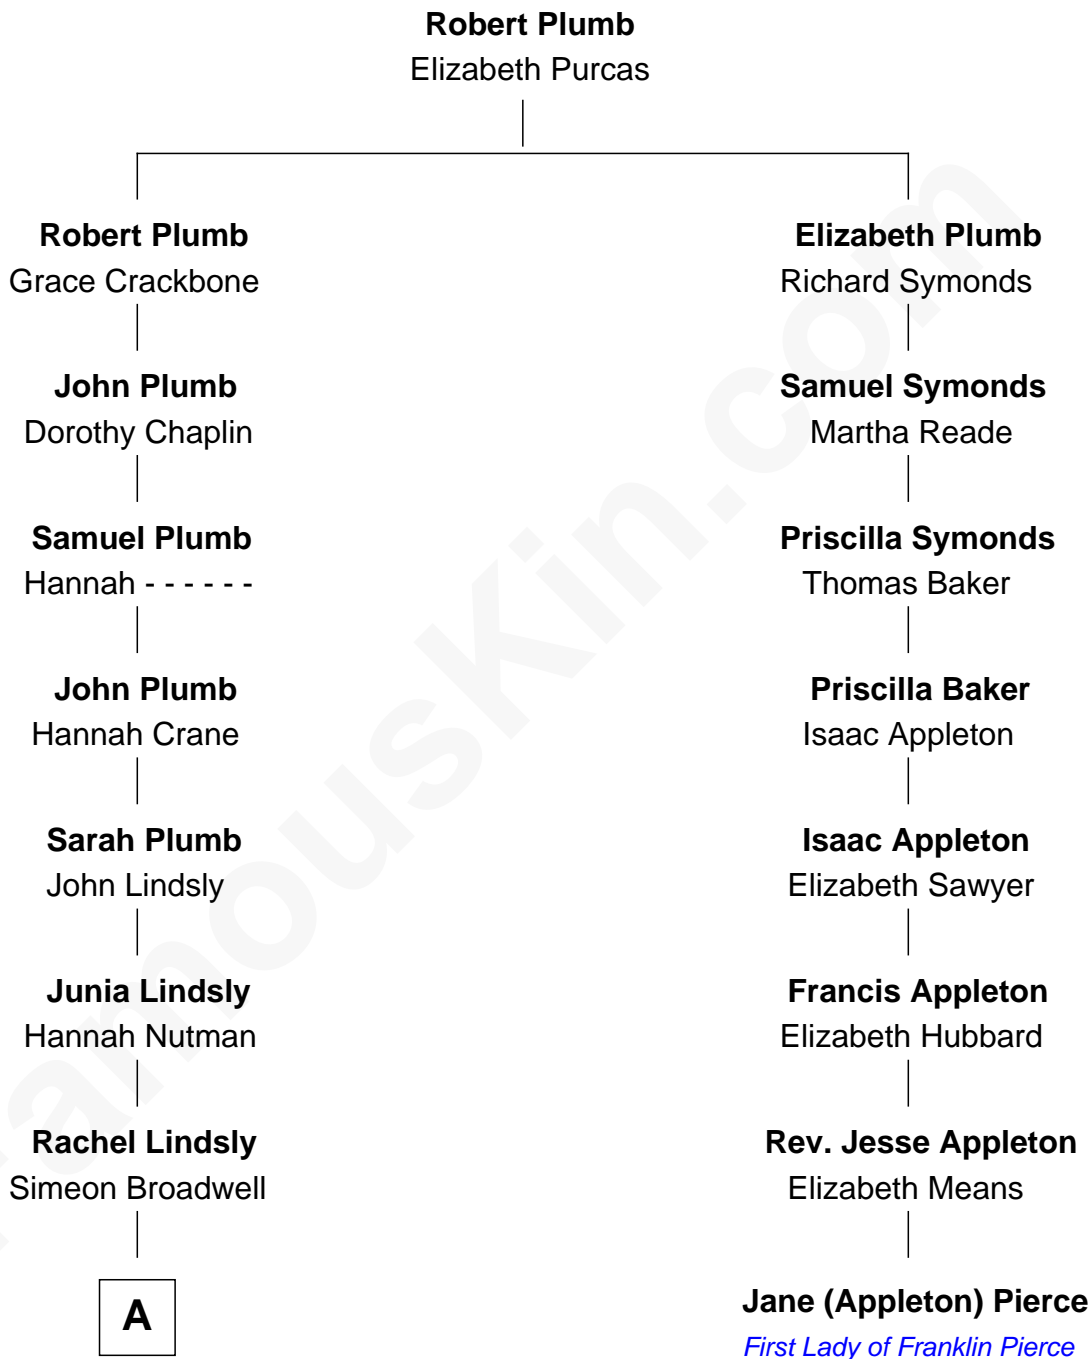 Robert Plumb
Elizabeth Purcas
Robert Plumb
Grace Crackbone
Elizabeth Plumb
Richard Symonds
John Plumb
Dorothy Chaplin
Samuel Symonds
Martha Reade
Samuel Plumb
Hannah - - - - - -
Priscilla Symonds
Thomas Baker
John Plumb
Hannah Crane
Priscilla Baker
Isaac Appleton
Sarah Plumb
John Lindsly
Isaac Appleton
Elizabeth Sawyer
Junia Lindsly
Hannah Nutman
Francis Appleton
Elizabeth Hubbard
Rachel Lindsly
Simeon Broadwell
Rev. Jesse Appleton
Elizabeth Means
A
Jane (Appleton) Pierce
First Lady of Franklin Pierce
FamousKin.com